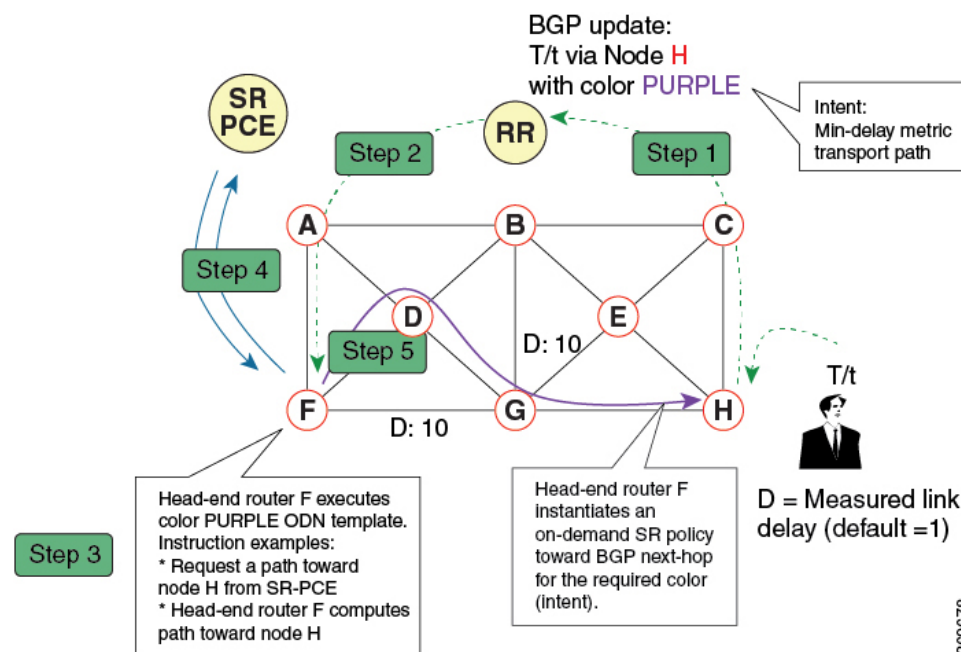 BGP update:
T/t via Node H
with color PURPLE
SR
PCE
Intent:
Min-delay metric
transport path
RR
Step 2
Step 1
A
B
C
Step 4
D
E
Step 5
D: 10
T/t
F
G
H
D: 10
Head-end router F executes
color PURPLE ODN template.
Instruction examples:
* Request a path toward
node H from SR-PCE
* Head-end router F computes
path toward node H
Head-end router F
instantiates an
on-demand SR policy
toward BGP next-hop
for the required color
(intent).
D = Measured link
delay (default =1)
Step 3